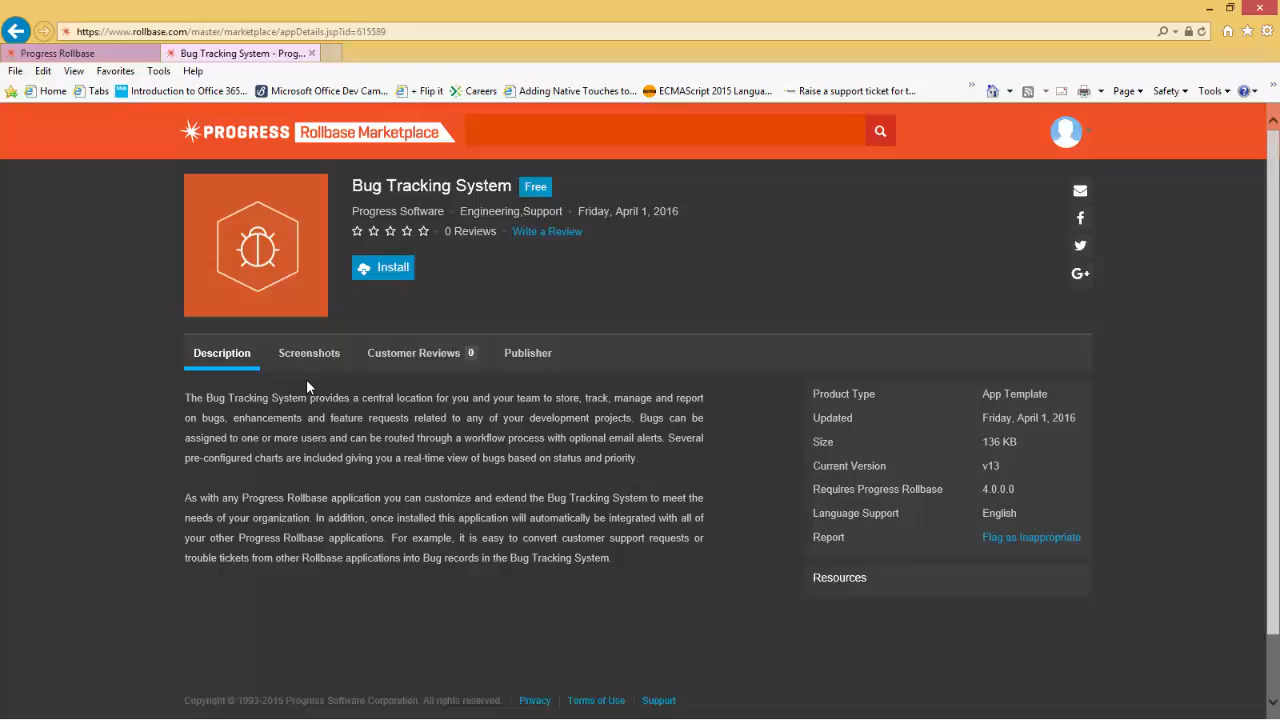 https://www.rollbase.com/master/marketplace/appDetails.jsp?id=615589
Progress Rollbase
Bug Tracking System - Prog...
File Edit View Favorites Tools Help
Home Tabs Introduction to Office 365... Microsoft Office Dev Cam... + Flip it Careers Adding Native Touches to... ECMAScript 2015 Langua... Raise a support ticket for t... Page Safety Tools
PROGRESS Rollbase Marketplace
Bug Tracking System Free
Progress Software Engineering,Support Friday, April 1, 2016
0 Reviews Write a Review
Install
G+
Description Screenshots Customer Reviews 0 Publisher
The Bug Tracking System provides a central location for you and your team to store, track, manage and report
on bugs, enhancements and feature requests related to any of your development projects. Bugs can be
assigned to one or more users and can be routed through a workflow process with optional email alerts. Several
pre-configured charts are included giving you a real-time view of bugs based on status and priority.
As with any Progress Rollbase application you can customize and extend the Bug Tracking System to meet the
needs of your organization. In addition, once installed this application will automatically be integrated with all of
your other Progress Rollbase applications. For example, it is easy to convert customer support requests or
trouble tickets from other Rollbase applications into Bug records in the Bug Tracking System.
Product Type App Template
Updated Friday, April 1, 2016
Size 136 KB
Current Version v13
Requires Progress Rollbase 4.0.0.0
Language Support English
Report Flag as Inappropriate
Resources
Copyright © 1993-2015 Progress Software Corporation. All rights reserved. | Privacy | Terms of Use | Support